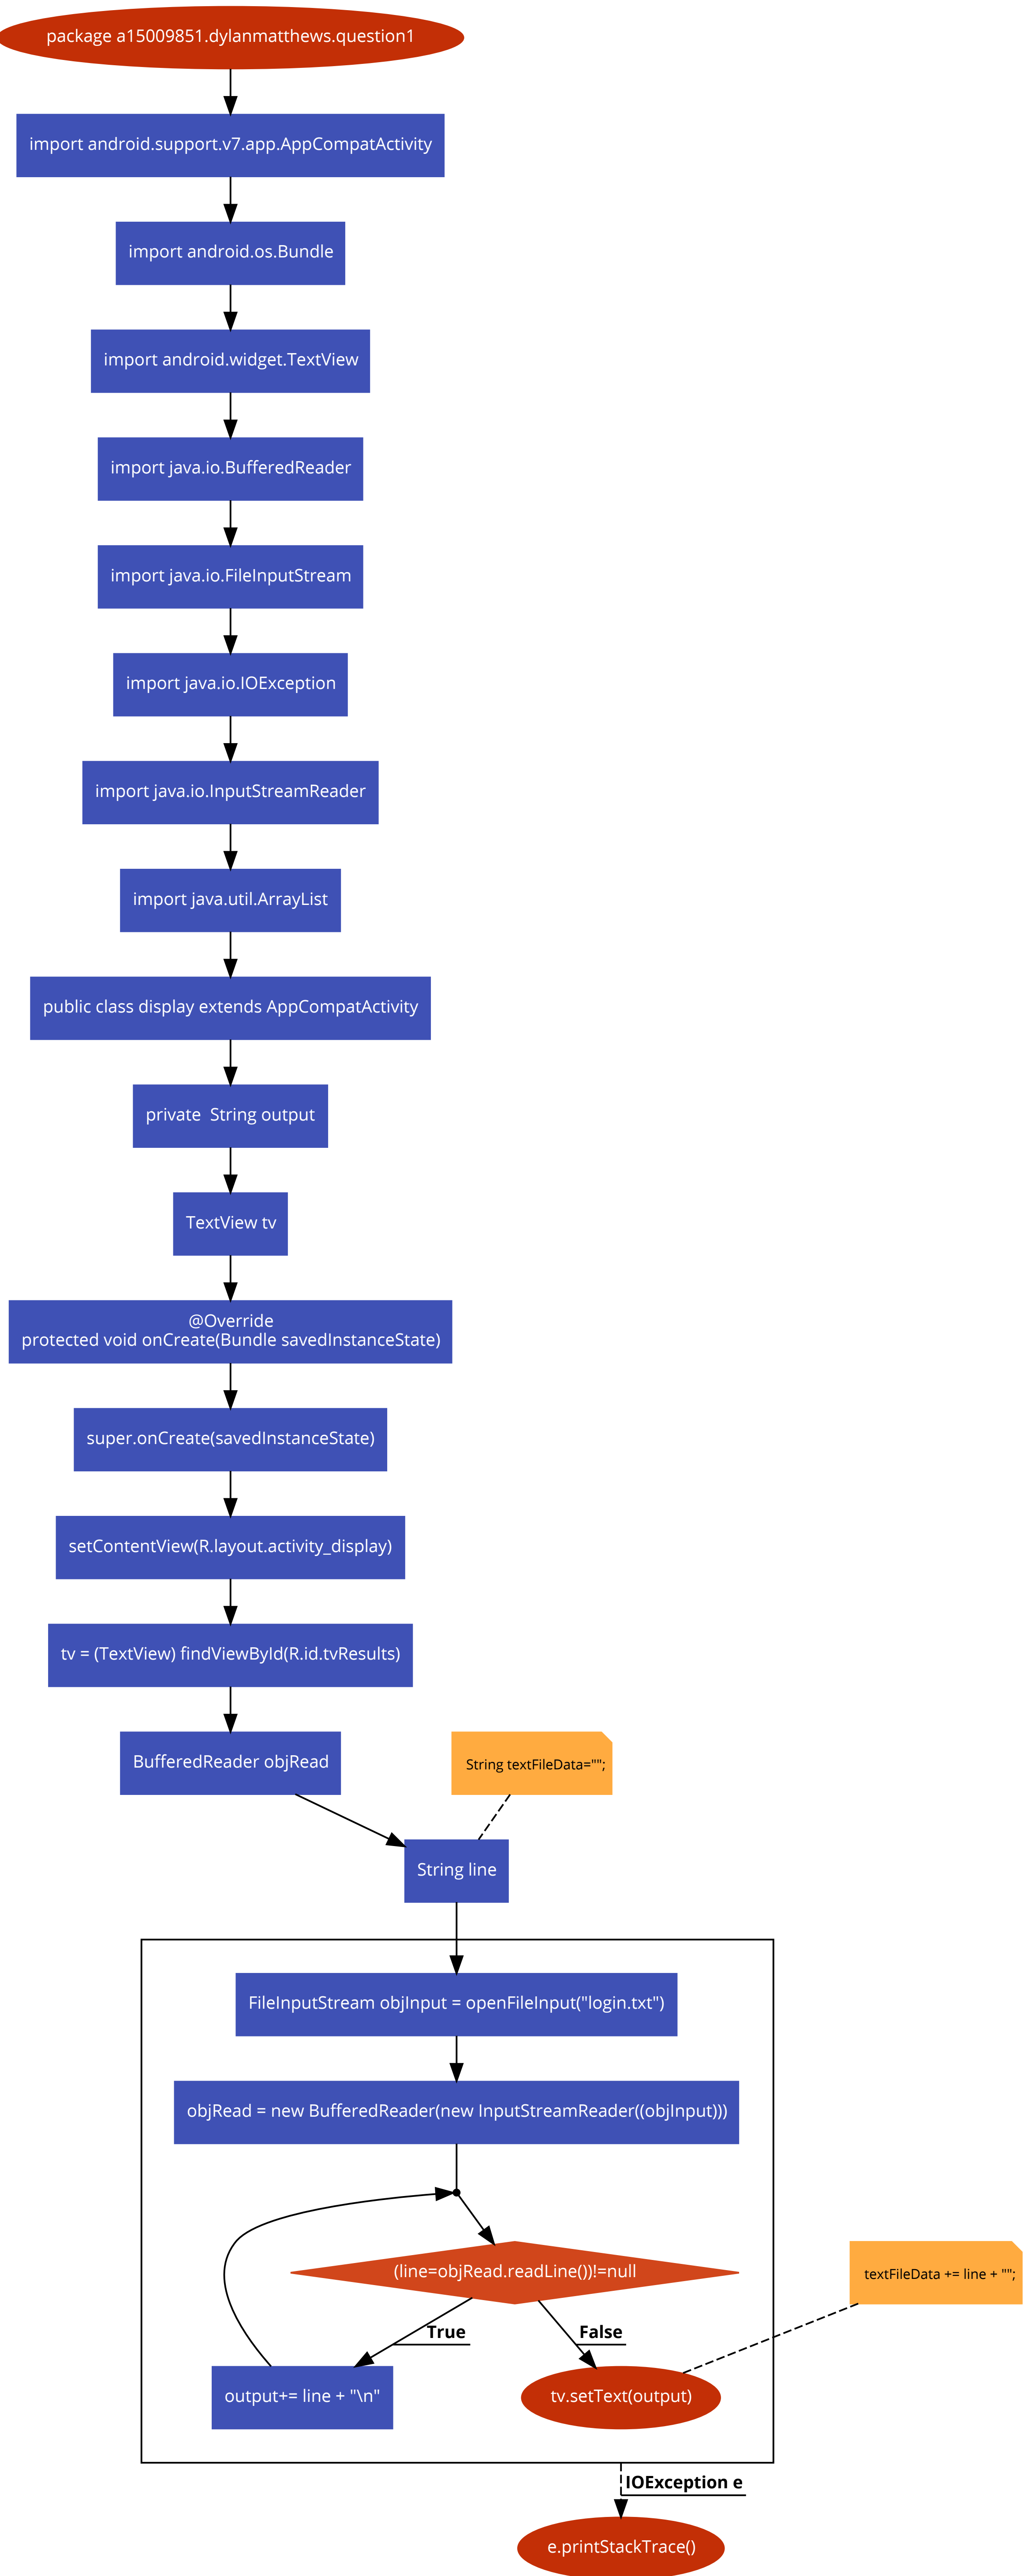 package a15009851.dylanmatthews.question1
import android.support.v7.app.AppCompatActivity
import android.os.Bundle
import android.widget.TextView
import java.io.BufferedReader
import java.io.FileInputStream
import java.io.IOException
import java.io.InputStreamReader
import java.util.ArrayList
public class display extends AppCompatActivity
private  String output
TextView tv
@Override
protected void onCreate(Bundle savedInstanceState)
super.onCreate(savedInstanceState)
setContentView(R.layout.activity_display)
tv = (TextView) findViewById(R.id.tvResults)
BufferedReader objRead
String textFileData="";
String line
FileInputStream objInput = openFileInput("login.txt")
objRead = new BufferedReader(new InputStreamReader((objInput)))
(line=objRead.readLine())!=null
textFileData += line + "";
True
False
output+= line + "\n"
tv.setText(output)
IOException e
e.printStackTrace()